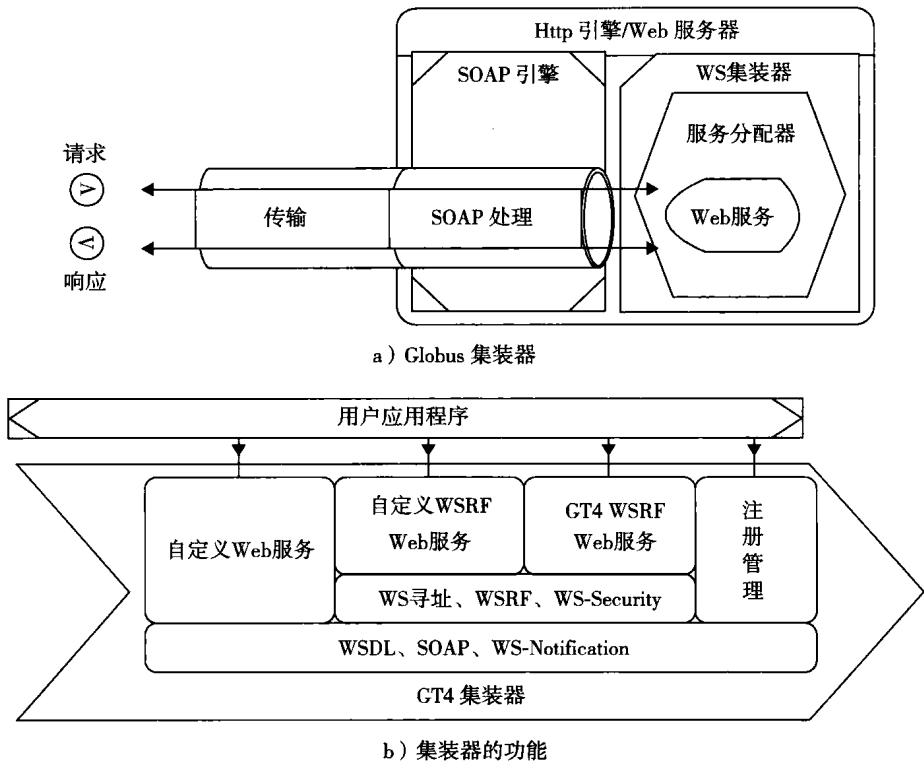 Http 引擎/Web 服务器
SOAP 引擎
WS集装器
服务分配器
请求
传输
SOAP 处理
Web服务
响应
a）Globus 集装器
用户应用程序
自定义Web服务
自定义WSRF
Web服务
GT4 WSRF
Web服务
注
册
管
理
WS寻址、WSRF、WS-Security
WSDL、SOAP、WS-Notification
GT4 集装器
b）集装器的功能